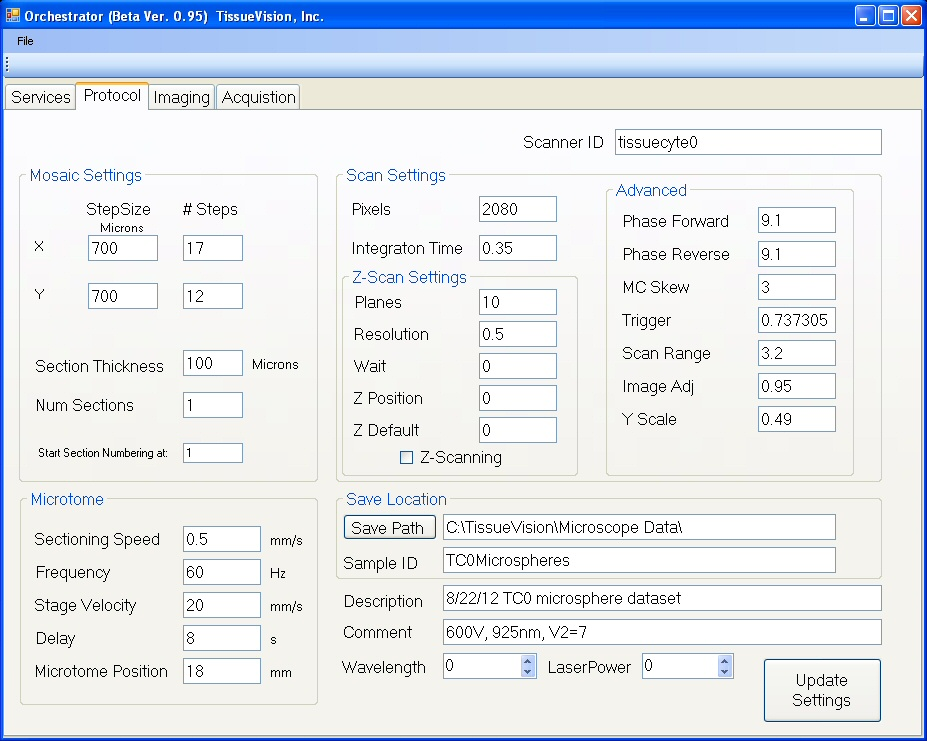 Orchestrator (Beta Ver. 0.95) TissueVision, Inc.
File
Services Protocol Imaging Acquistion
Scanner ID tissuecyte0
Mosaic Settings
StepSize # Steps
Microns
X 700 17
Y 700 12
Section Thickness 100 Microns
Num Sections 1
Start Section Numbering at: 1
Scan Settings
Pixels 2080
Integraton Time 0.35
Z-Scan Settings
Planes 10
Resolution 0.5
Wait 0
Z Position 0
Z Default 0
Z-Scanning
Advanced
Phase Forward 9.1
Phase Reverse 9.1
MC Skew 3
Trigger 0.737305
Scan Range 3.2
Image Adj 0.95
Y Scale 0.49
Microtome
Sectioning Speed 0.5 mm/s
Frequency 60 Hz
Stage Velocity 20 mm/s
Delay 8 s
Microtome Position 18 mm
Save Location
Save Path C:\TissueVision\Microscope Data\
Sample ID TC0Microspheres
Description 8/22/12 TC0 microsphere dataset
Comment 600V, 925nm, V2=7
Wavelength 0 LaserPower 0
Update
Settings